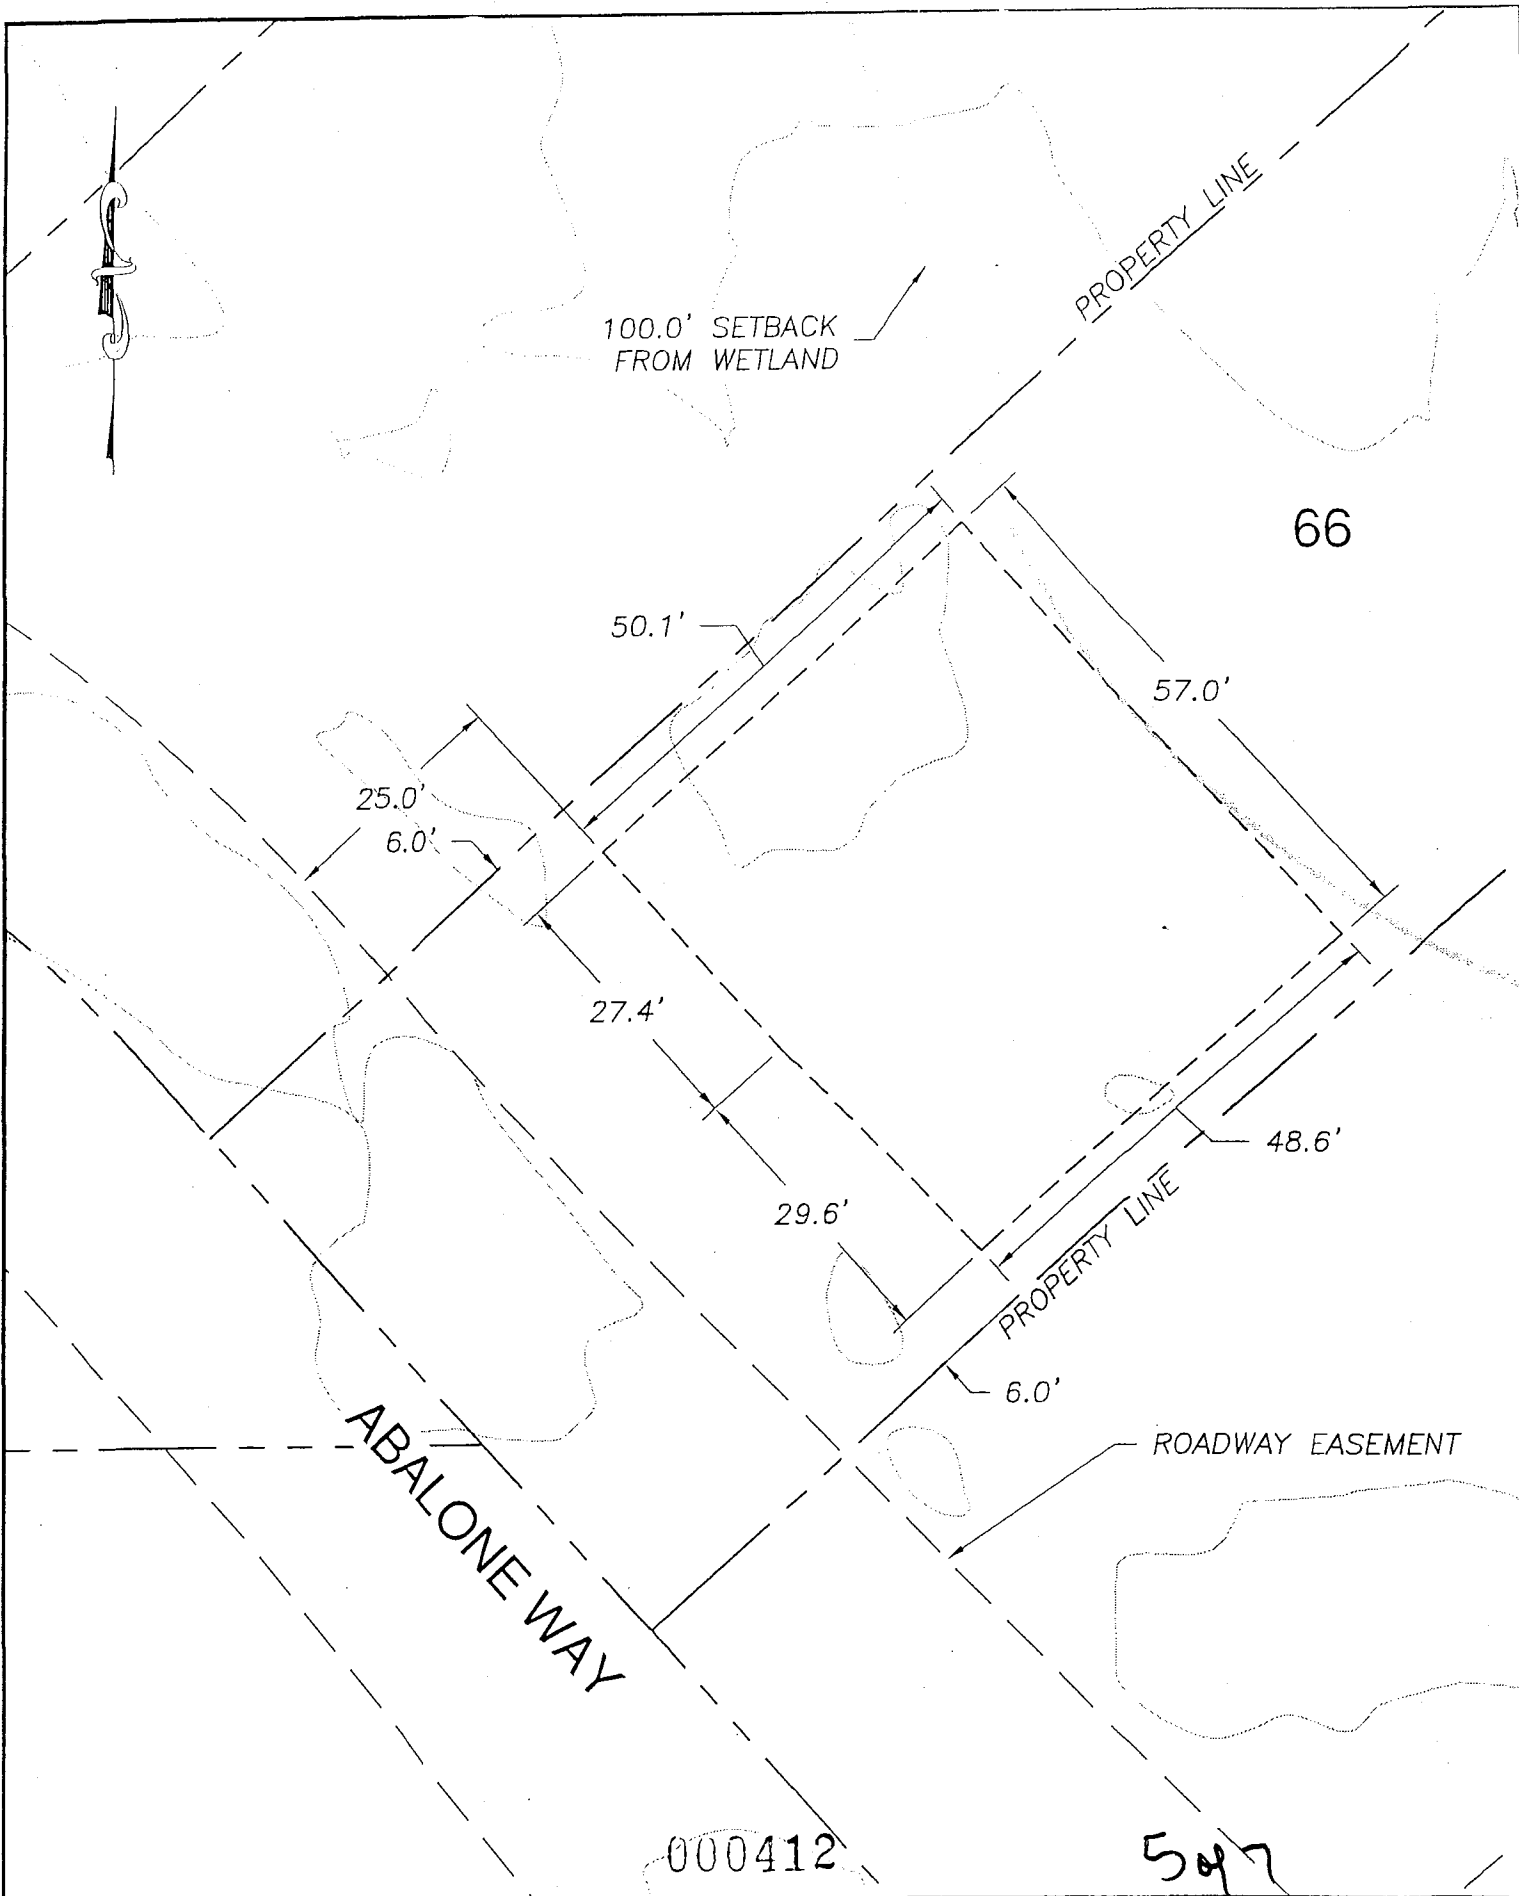 PROPERTY LINE
100.0' SETBACK
FROM WETLAND
66
50.1'
57.0'
25.0'
6.0'
27.4'
48.6'
29.6'
PROPERTY LINE
6.0'
ROADWAY EASEMENT
ABALONE WAY
000412
5 of 7